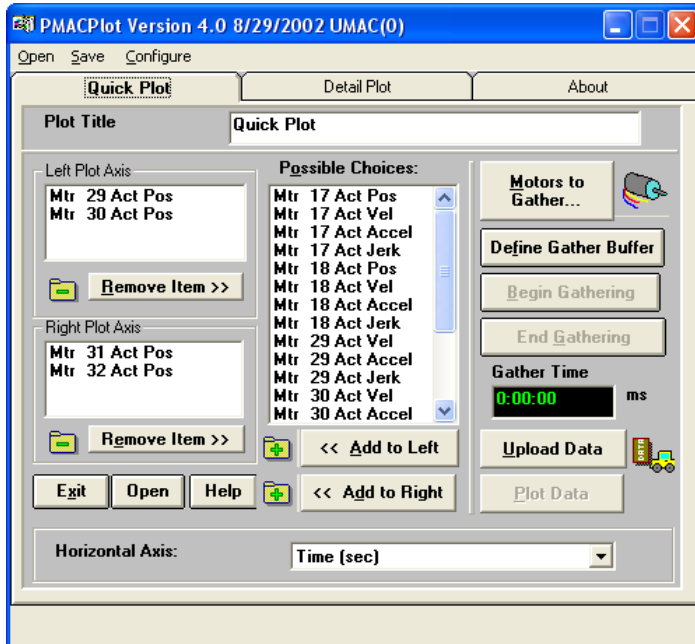 PMACPlot Version 4.0 8/29/2002 UMAC(0)
Open Save Configure
Quick Plot
Detail Plot
About
Plot Title
Quick Plot
Left Plot Axis
Mtr 29 Act Pos
Mtr 30 Act Pos
Remove Item >>
Right Plot Axis
Mtr 31 Act Pos
Mtr 32 Act Pos
Remove Item >>
Exit
Open
Help
Possible Choices:
Mtr 17 Act Pos
Mtr 17 Act Vel
Mtr 17 Act Accel
Mtr 17 Act Jerk
Mtr 18 Act Pos
Mtr 18 Act Vel
Mtr 18 Act Accel
Mtr 18 Act Jerk
Mtr 29 Act Vel
Mtr 29 Act Accel
Mtr 29 Act Jerk
Mtr 30 Act Vel
Mtr 30 Act Accel
<< Add to Left
<< Add to Right
Motors to
Gather...
Define Gather Buffer
Begin Gathering
End Gathering
Gather Time
0:00:00 ms
Upload Data
DATA
Plot Data
Horizontal Axis:
Time (sec)